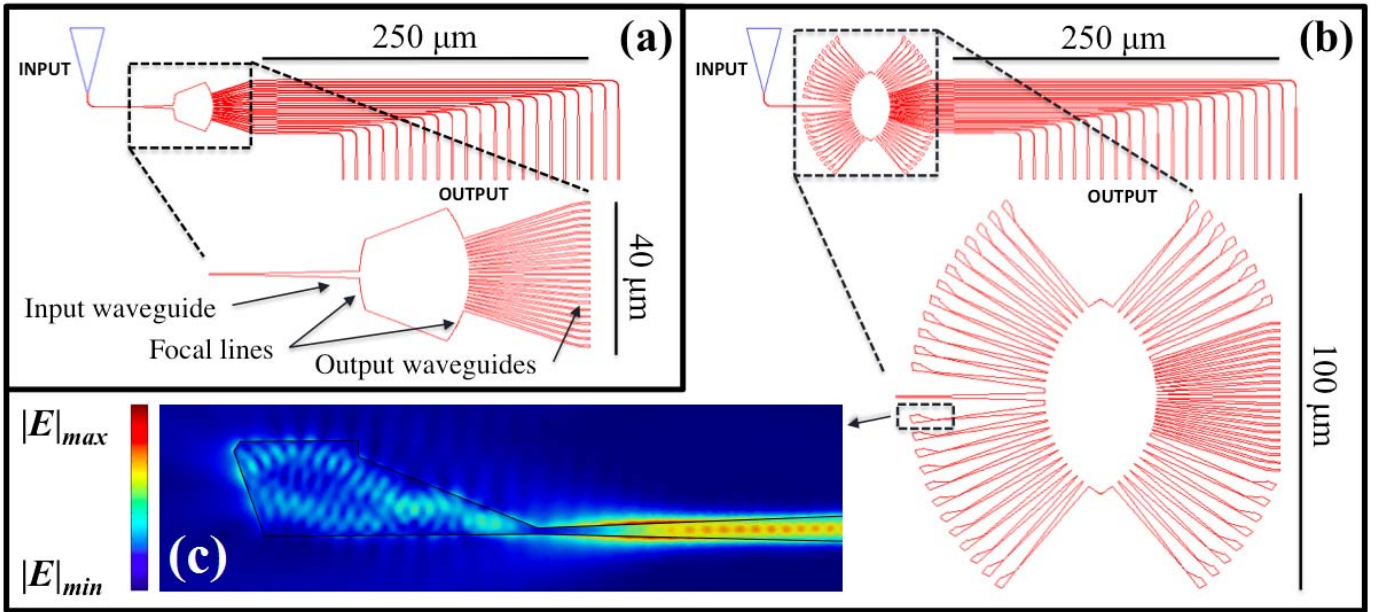 250 μm
(a)
INPUT
OUTPUT
40 μm
Input waveguide
Focal lines
Output waveguides
250 μm
(b)
INPUT
OUTPUT
100 μm
|E|max
|E|min
(c)